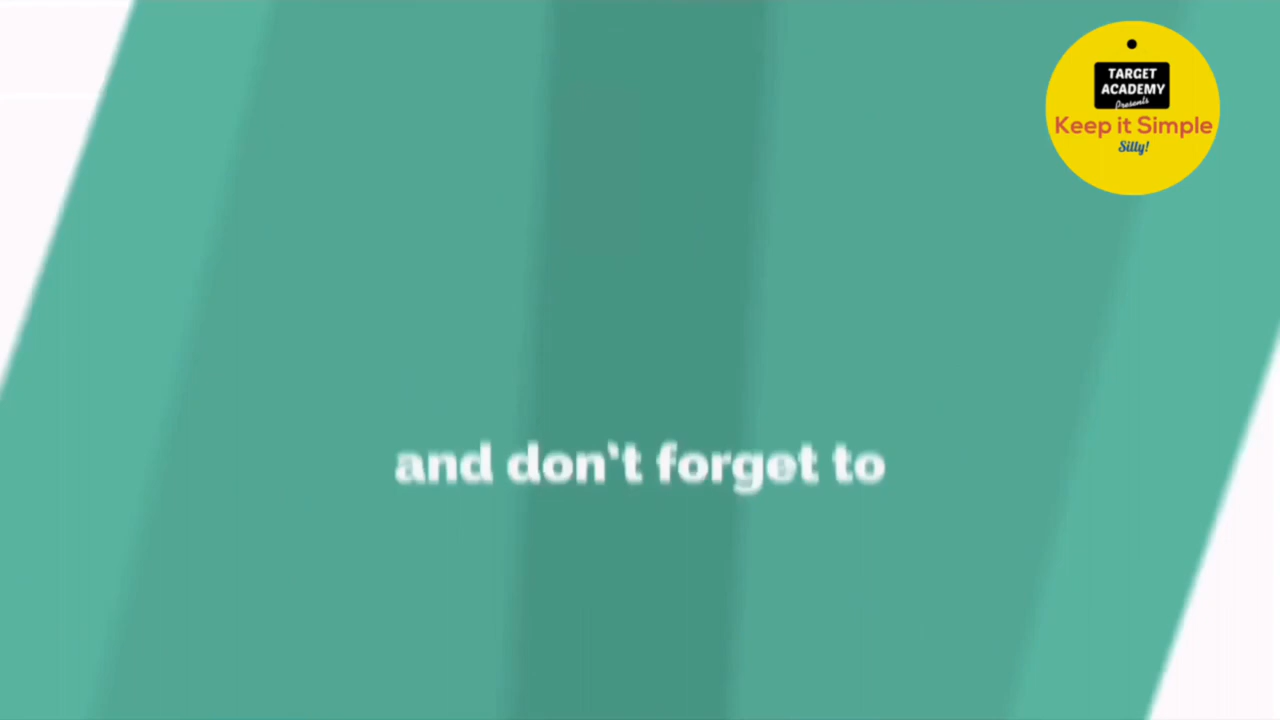 TARGET
ACADEMY
Presents
Keep it Simple
Silly!
and don't forget to